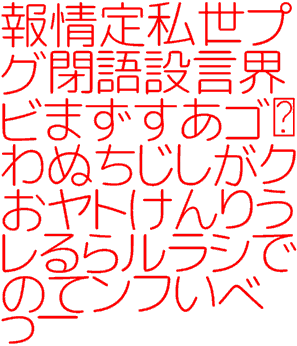 報情定私世プ
グ閉語設言界
ビまずすあゴ
わぬちじしがク
おヤトけんりう
しるらルラシで
のてンフいべ
っー